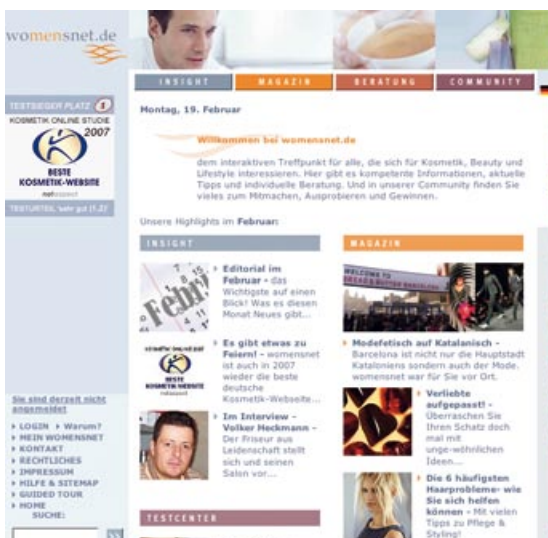 womensnet.de
INSIGHT
MAGAZIN
BERATUNG
COMMUNITY
TESTSIEGER PLATZ 1
KOSMETIK ONLINE STUDIE
2007
BESTE
KOSMETIK-WEBSITE
TESTURTEIL "sehr gut (1,2)"
Sie sind derzeit nicht
angemeldet
LOGIN Warum?
MEIN WOMENSNET
KONTAKT
RECHTLICHES
IMPRESSUM
HILFE & SITEMAP
GUIDED TOUR
HOME
SUCHE:
Montag, 19. Februar
Willkommen bei womensnet.de
dem interaktiven Treffpunkt für alle, die sich für Kosmetik, Beauty und
Lifestyle interessieren. Hier gibt es kompetente Informationen, aktuelle
Tipps und individuelle Beratung. Und in unserer Community finden Sie
vieles zum Mitmachen, Ausprobieren und Gewinnen.
Unsere Highlights im Februar:
INSIGHT
Febr
Editorial im
Februar - das
Wichtigste auf einen
Blick! Was es diesen
Monat Neues gibt...
BESTE
KOSMETIK-WEBSITE
Es gibt etwas zu
Feiern! - womensnet
ist auch in 2007
wieder die beste
deutsche
Kosmetik-Webseite...
Im Interview -
Volker Heckmann -
Der Friseur aus
Leidenschaft stellt
sich und seinen
Salon vor...
TESTCENTER
MAGAZIN
WELCOME TO
BREAD & BUTTER BARCELONA
Modefetisch auf Katalanisch -
Barcelona ist nicht nur die Hauptstadt
Kataloniens sondern auch der Mode.
womensnet war für Sie vor Ort.
Verliebte
aufgepasst! -
Überraschen Sie
Ihren Schatz doch
mal mit
unge-wöhnlichen
Ideen...
Die 6 häufigsten
Haarprobleme- wie
Sie sich helfen
können - Mit vielen
Tipps zu Pflege &
Styling!